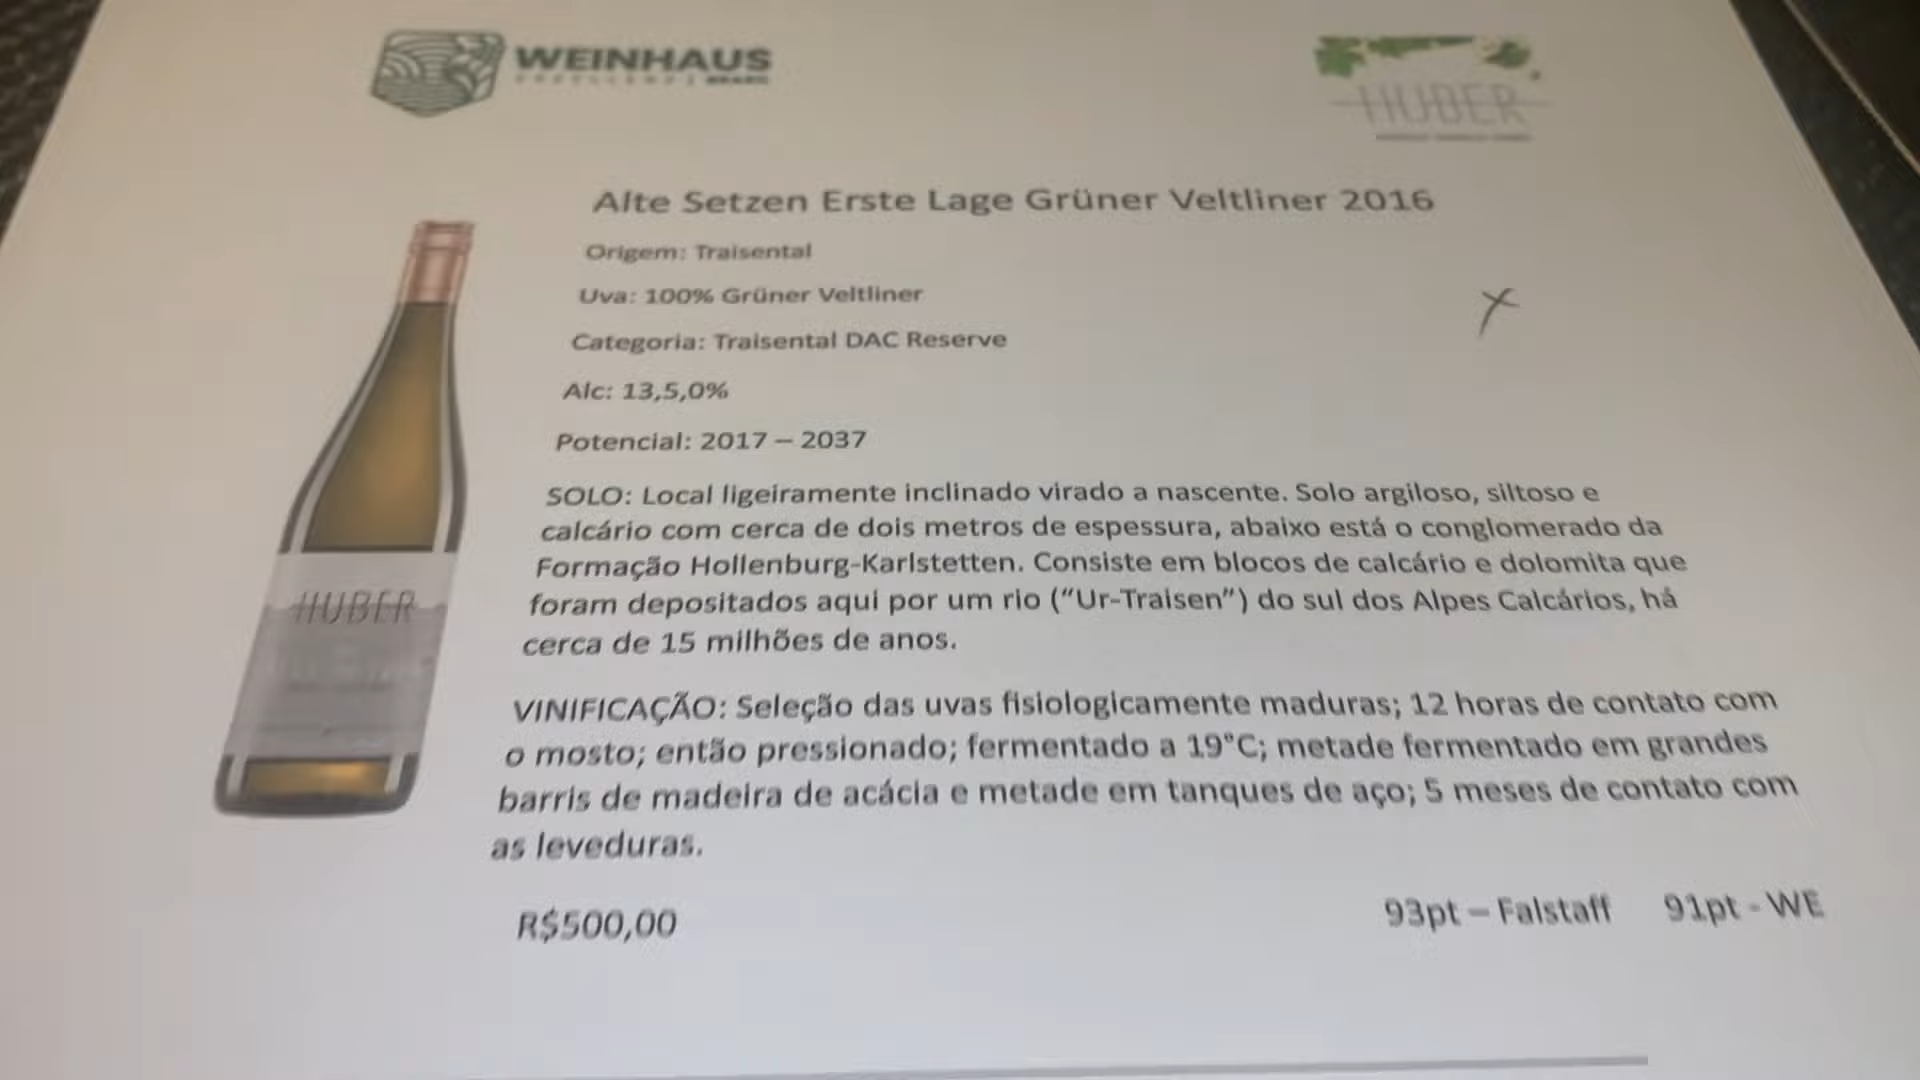 WEINHAUS
BRASIL
HUBER
Alte Setzen Erste Lage Grüner Veltliner 2016
Origem: Traisental
Uva: 100% Grüner Veltliner
Categoria: Traisental DAC Reserve
Alc: 13,5,0%
Potencial: 2017 – 2037
SOLO: Local ligeiramente inclinado virado a nascente. Solo argiloso, siltoso e
calcário com cerca de dois metros de espessura, abaixo está o conglomerado da
Formação Hollenburg-Karlstetten. Consiste em blocos de calcário e dolomita que
foram depositados aqui por um rio (“Ur-Traisen”) do sul dos Alpes Calcários, há
cerca de 15 milhões de anos.
HUBER
VINIFICAÇÃO: Seleção das uvas fisiologicamente maduras; 12 horas de contato com
o mosto; então pressionado; fermentado a 19°C; metade fermentado em grandes
barris de madeira de acácia e metade em tanques de aço; 5 meses de contato com
as leveduras.
R$500,00
93pt – Falstaff 91pt - WE